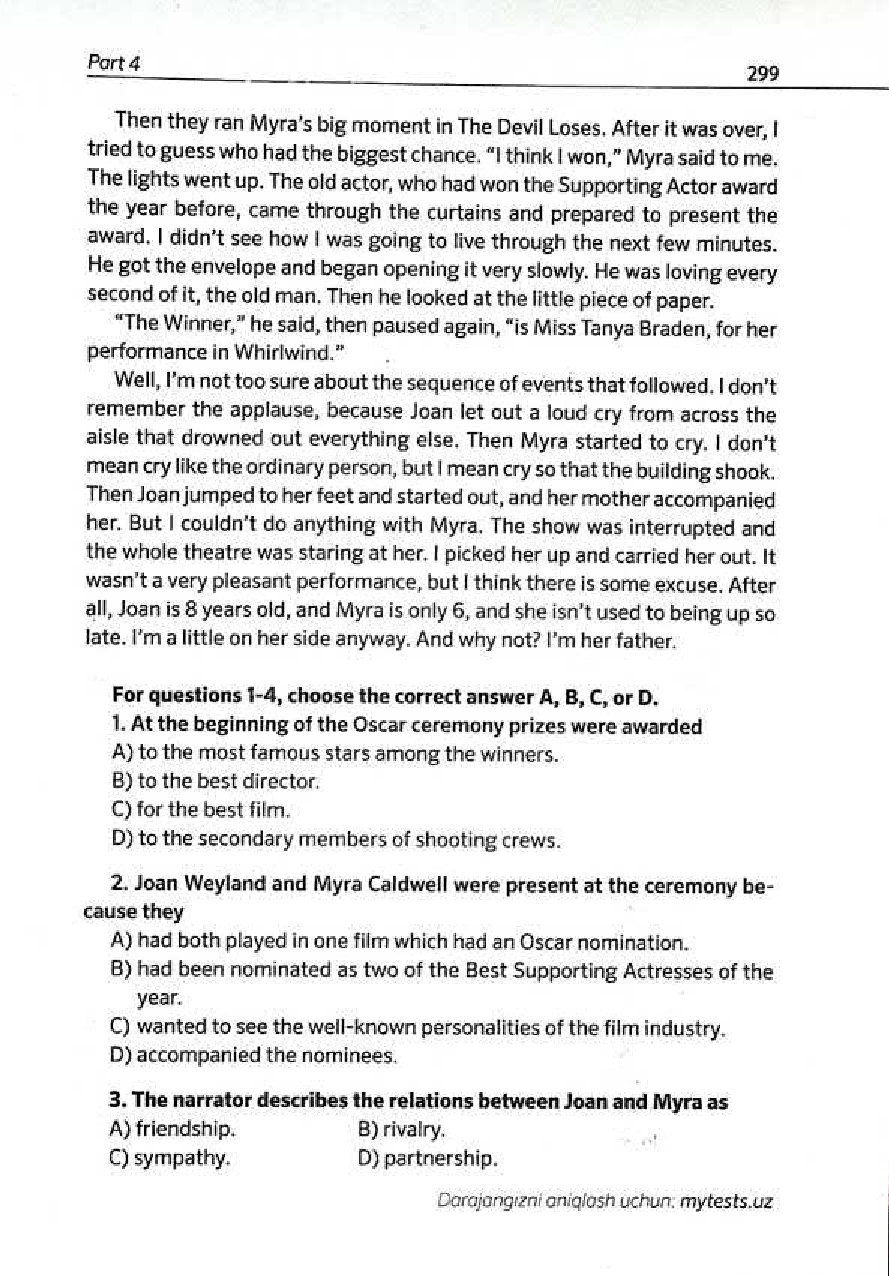 Part 4
299
Then they ran Myra's big moment in The Devil Loses. After it was over, I
tried to guess who had the biggest chance. "I think I won," Myra said to me.
The lights went up. The old actor, who had won the Supporting Actor award
the year before, came through the curtains and prepared to present the
award. I didn't see how I was going to live through the next few minutes.
He got the envelope and began opening it very slowly. He was loving every
second of it, the old man. Then he looked at the little piece of paper.
"The Winner," he said, then paused again, "is Miss Tanya Braden, for her
performance in Whirlwind."
Well, I'm not too sure about the sequence of events that followed. I don't
remember the applause, because Joan let out a loud cry from across the
aisle that drowned out everything else. Then Myra started to cry. I don't
mean cry like the ordinary person, but I mean cry so that the building shook.
Then Joan jumped to her feet and started out, and her mother accompanied
her. But I couldn't do anything with Myra. The show was interrupted and
the whole theatre was staring at her. I picked her up and carried her out. It
wasn't a very pleasant performance, but I think there is some excuse. After
all, Joan is 8 years old, and Myra is only 6, and she isn't used to being up so
late. I'm a little on her side anyway. And why not? I'm her father.
For questions 1-4, choose the correct answer A, B, C, or D.
1. At the beginning of the Oscar ceremony prizes were awarded
A) to the most famous stars among the winners.
B) to the best director.
C) for the best film.
D) to the secondary members of shooting crews.
2. Joan Weyland and Myra Caldwell were present at the ceremony be-
cause they
A) had both played in one film which had an Oscar nomination.
B) had been nominated as two of the Best Supporting Actresses of the
year.
C) wanted to see the well-known personalities of the film industry.
D) accompanied the nominees.
3. The narrator describes the relations between Joan and Myra as
A) friendship. B) rivalry.
C) sympathy. D) partnership.
Darajangizni aniqlash uchun: mytests.uz